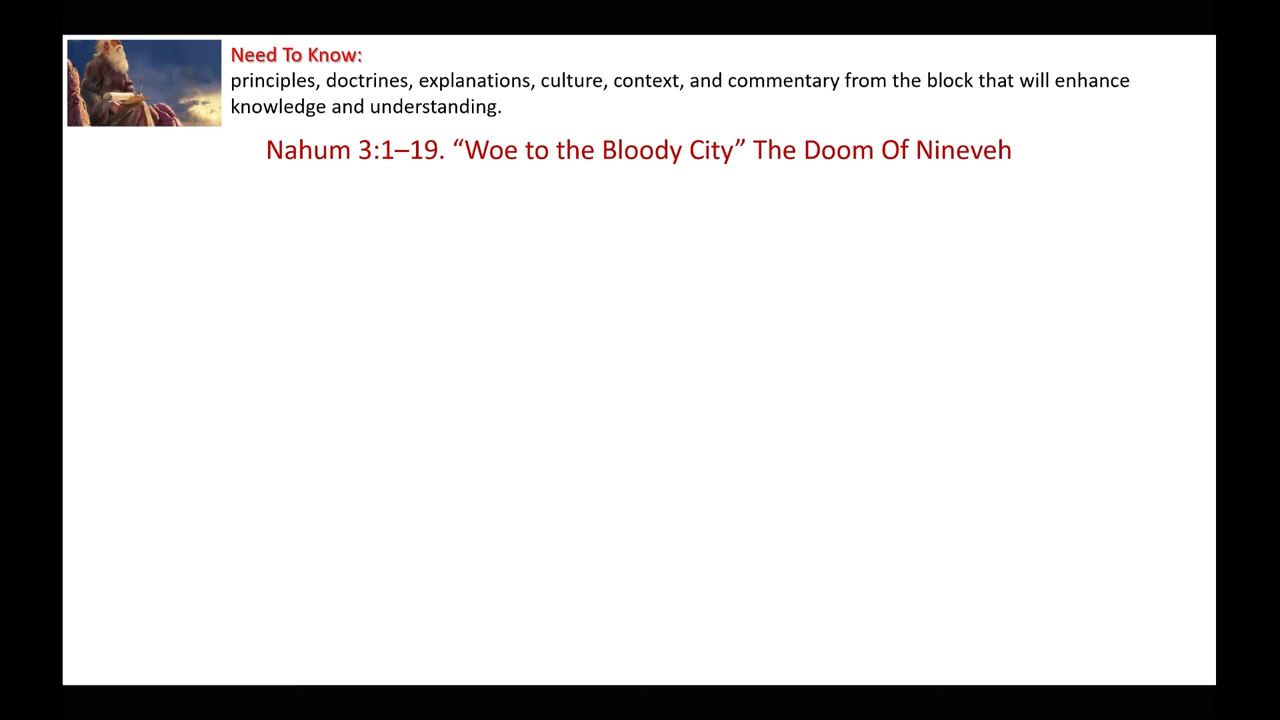 Need To Know:
principles, doctrines, explanations, culture, context, and commentary from the block that will enhance
knowledge and understanding.
Nahum 3:1–19. “Woe to the Bloody City” The Doom Of Nineveh